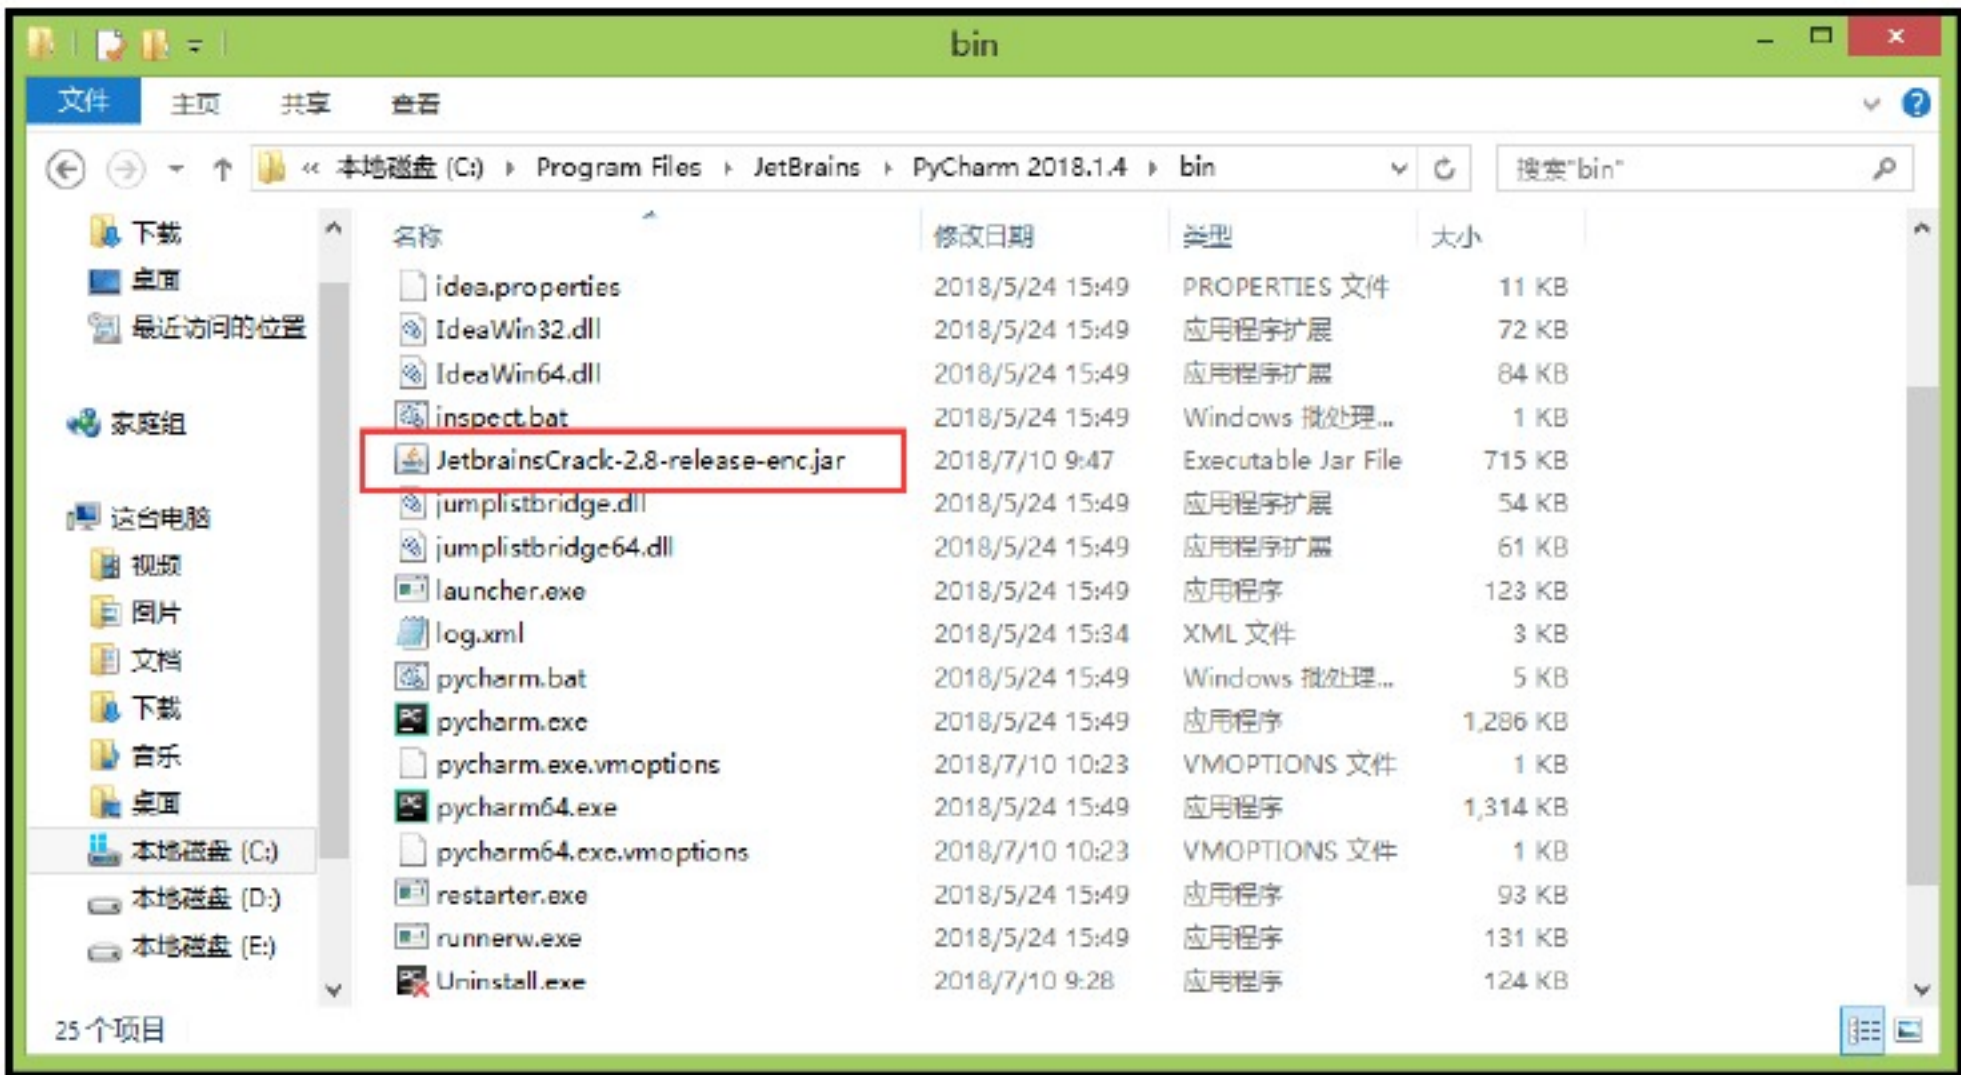 bin
文件 主页 共享 查看
« 本地磁盘 (C:) Program Files JetBrains PyCharm 2018.1.4 bin 搜索"bin"
下载
桌面
最近访问的位置
家庭组
这台电脑
视频
图片
文档
下载
音乐
桌面
本地磁盘 (C:)
本地磁盘 (D:)
本地磁盘 (E:)
名称 修改日期 类型 大小
idea.properties 2018/5/24 15:49 PROPERTIES 文件 11 KB
IdeaWin32.dll 2018/5/24 15:49 应用程序扩展 72 KB
IdeaWin64.dll 2018/5/24 15:49 应用程序扩展 84 KB
inspect.bat 2018/5/24 15:49 Windows 批处理... 1 KB
JetbrainsCrack-2.8-release-enc.jar 2018/7/10 9:47 Executable Jar File 715 KB
jumplistbridge.dll 2018/5/24 15:49 应用程序扩展 54 KB
jumplistbridge64.dll 2018/5/24 15:49 应用程序扩展 61 KB
launcher.exe 2018/5/24 15:49 应用程序 123 KB
log.xml 2018/5/24 15:34 XML 文件 3 KB
pycharm.bat 2018/5/24 15:49 Windows 批处理... 5 KB
pycharm.exe 2018/5/24 15:49 应用程序 1,286 KB
pycharm.exe.vmoptions 2018/7/10 10:23 VMOPTIONS 文件 1 KB
pycharm64.exe 2018/5/24 15:49 应用程序 1,314 KB
pycharm64.exe.vmoptions 2018/7/10 10:23 VMOPTIONS 文件 1 KB
restarter.exe 2018/5/24 15:49 应用程序 93 KB
runnerw.exe 2018/5/24 15:49 应用程序 131 KB
Uninstall.exe 2018/7/10 9:28 应用程序 124 KB
25 个项目